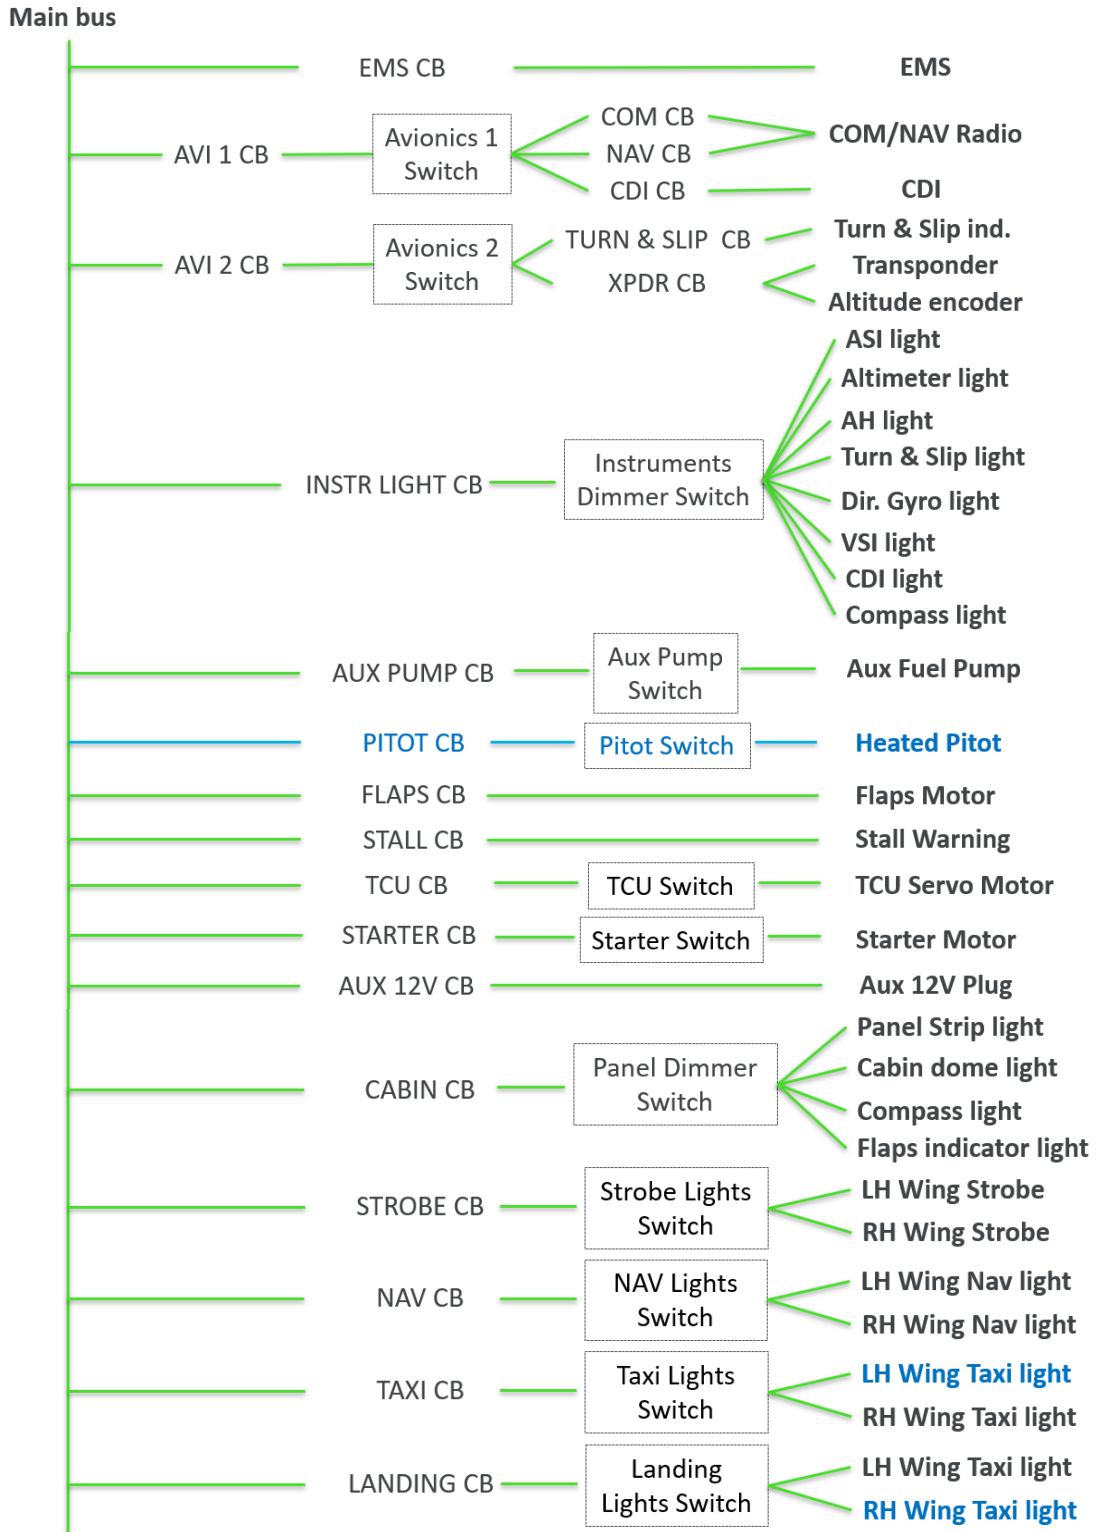 Main bus
EMS CB
EMS
AVI 1 CB
Avionics 1
Switch
COM CB
NAV CB
CDI CB
COM/NAV Radio
CDI
AVI 2 CB
Avionics 2
Switch
TURN & SLIP CB
XPDR CB
Turn & Slip ind.
Transponder
Altitude encoder
INSTR LIGHT CB
Instruments
Dimmer Switch
ASI light
Altimeter light
AH light
Turn & Slip light
Dir. Gyro light
VSI light
CDI light
Compass light
AUX PUMP CB
Aux Pump
Switch
Aux Fuel Pump
PITOT CB
Pitot Switch
Heated Pitot
FLAPS CB
Flaps Motor
STALL CB
Stall Warning
TCU CB
TCU Switch
TCU Servo Motor
STARTER CB
Starter Switch
Starter Motor
AUX 12V CB
Aux 12V Plug
CABIN CB
Panel Dimmer
Switch
Panel Strip light
Cabin dome light
Compass light
Flaps indicator light
STROBE CB
Strobe Lights
Switch
LH Wing Strobe
RH Wing Strobe
NAV CB
NAV Lights
Switch
LH Wing Nav light
RH Wing Nav light
TAXI CB
Taxi Lights
Switch
LH Wing Taxi light
RH Wing Taxi light
LANDING CB
Landing
Lights Switch
LH Wing Taxi light
RH Wing Taxi light